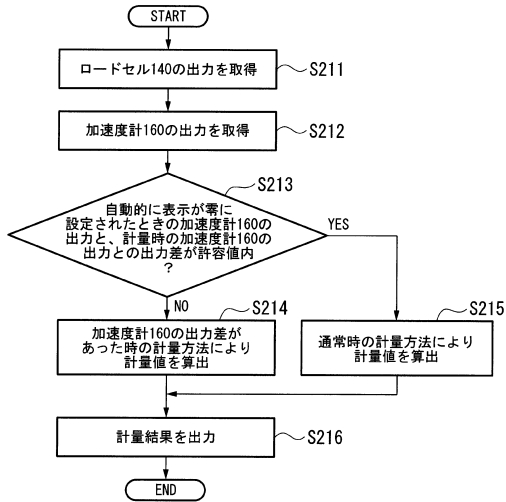 START
ロードセル140の出力を取得
S211
加速度計160の出力を取得
S212
S213
自動的に表示が零に
設定されたときの加速度計160の
出力と、計量時の加速度計160の
出力との出力差が許容値内
?
YES
NO
S214
加速度計160の出力差が
あった時の計量方法により
計量値を算出
S215
通常時の計量方法により
計量値を算出
計量結果を出力
S216
END